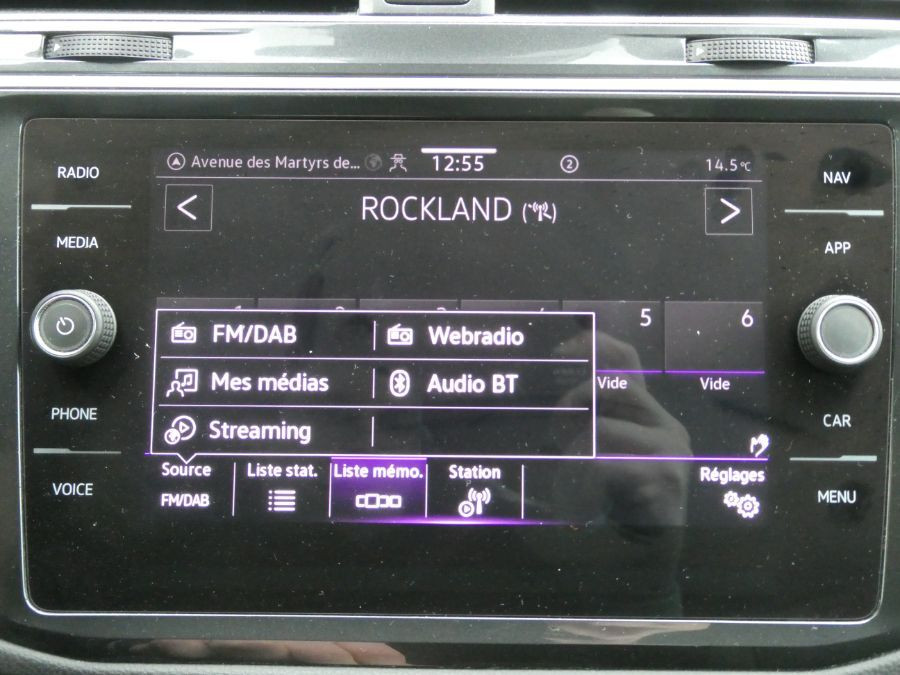 RADIO
MEDIA
PHONE
VOICE
Avenue des Martyrs de...
12:55
2
14.5°C
<
ROCKLAND
>
5
6
FM/DAB
Webradio
Vide
Vide
Mes médias
Audio BT
Streaming
Source
FM/DAB
Liste stat.
Liste mémo.
Station
Réglages
NAV
APP
CAR
MENU